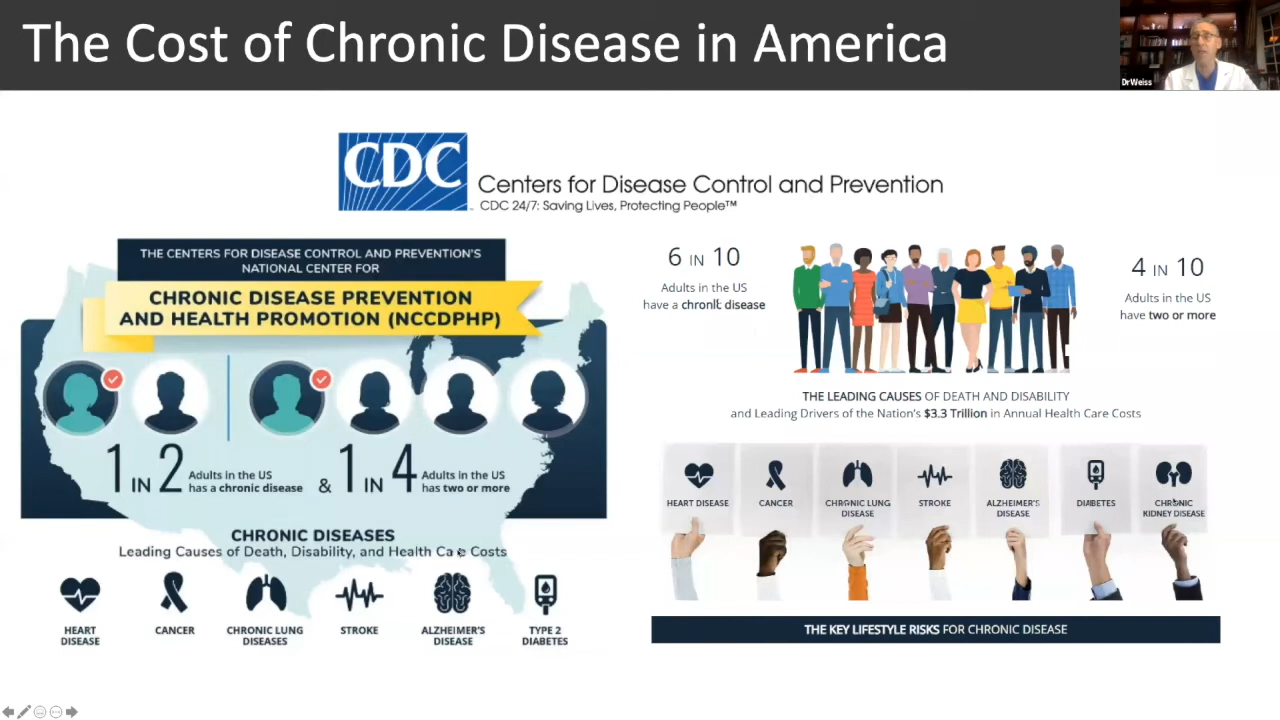 The Cost of Chronic Disease in America
DrWeiss
CDC
Centers for Disease Control and Prevention
CDC 24/7: Saving Lives, Protecting People™
THE CENTERS FOR DISEASE CONTROL AND PREVENTION'S
NATIONAL CENTER FOR
CHRONIC DISEASE PREVENTION
AND HEALTH PROMOTION (NCCDPHP)
1 IN 2 Adults in the US
has a chronic disease
& 1 IN 4 Adults in the US
has two or more
CHRONIC DISEASES
Leading Causes of Death, Disability, and Health Care Costs
HEART
DISEASE
CANCER
CHRONIC LUNG
DISEASES
STROKE
ALZHEIMER'S
DISEASE
TYPE 2
DIABETES
6 IN 10
Adults in the US
have a chronic disease
4 IN 10
Adults in the US
have two or more
THE LEADING CAUSES OF DEATH AND DISABILITY
and Leading Drivers of the Nation's $3.3 Trillion in Annual Health Care Costs
HEART DISEASE
CANCER
CHRONIC LUNG
DISEASE
STROKE
ALZHEIMER'S
DISEASE
DIABETES
CHRONIC
KIDNEY DISEASE
THE KEY LIFESTYLE RISKS FOR CHRONIC DISEASE